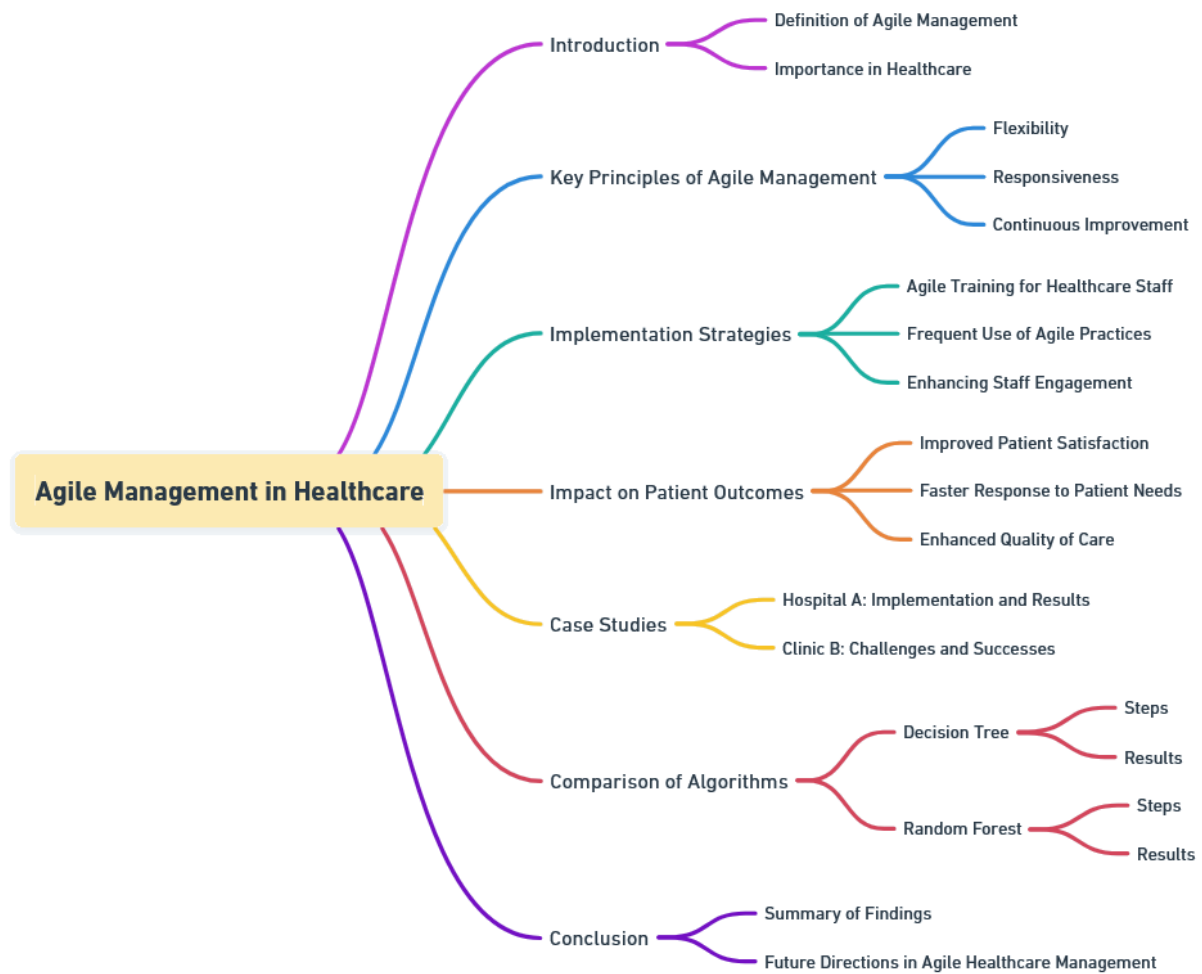 Agile Management in Healthcare
Introduction
Definition of Agile Management
Importance in Healthcare
Key Principles of Agile Management
Flexibility
Responsiveness
Continuous Improvement
Implementation Strategies
Agile Training for Healthcare Staff
Frequent Use of Agile Practices
Enhancing Staff Engagement
Impact on Patient Outcomes
Improved Patient Satisfaction
Faster Response to Patient Needs
Enhanced Quality of Care
Case Studies
Hospital A: Implementation and Results
Clinic B: Challenges and Successes
Comparison of Algorithms
Decision Tree
Steps
Results
Random Forest
Steps
Results
Conclusion
Summary of Findings
Future Directions in Agile Healthcare Management